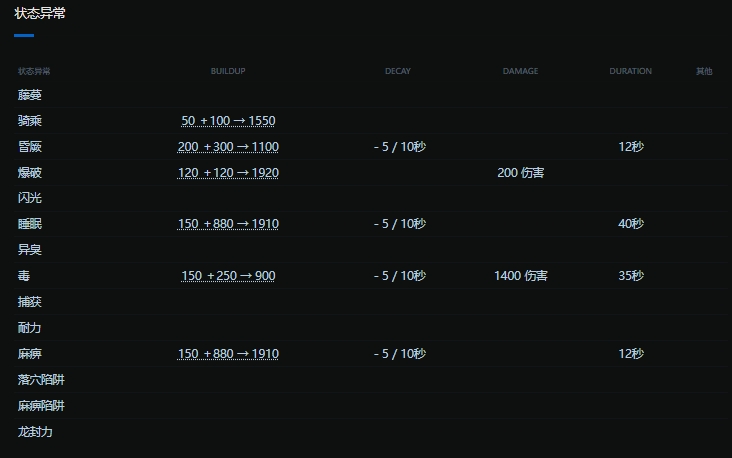 状态异常
状态异常 BUILDUP DECAY DAMAGE DURATION 其他
藤蔓
骑乘 50 +100 → 1550
昏厥 200 +300 → 1100 - 5 / 10秒 12秒
爆破 120 +120 → 1920 200 伤害
闪光
睡眠 150 +880 → 1910 - 5 / 10秒 40秒
异臭
毒 150 +250 → 900 - 5 / 10秒 1400 伤害 35秒
捕获
耐力
麻痹 150 +880 → 1910 - 5 / 10秒 12秒
落穴陷阱
麻痹陷阱
龙封力